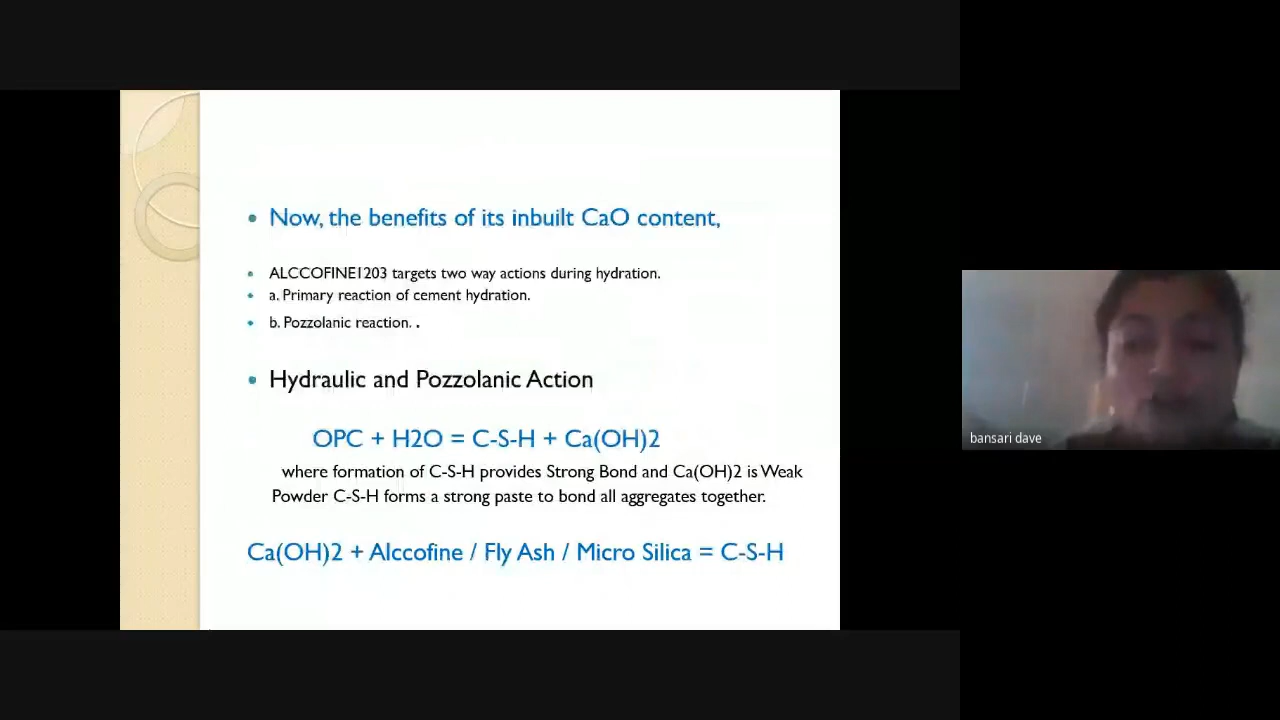 Now, the benefits of its inbuilt CaO content,
ALCCOFINE1203 targets two way actions during hydration.
a. Primary reaction of cement hydration.
b. Pozzolanic reaction. .
Hydraulic and Pozzolanic Action
OPC + H2O = C-S-H + Ca(OH)2
where formation of C-S-H provides Strong Bond and Ca(OH)2 is Weak
Powder C-S-H forms a strong paste to bond all aggregates together.
Ca(OH)2 + Alccofine / Fly Ash / Micro Silica = C-S-H
bansari dave